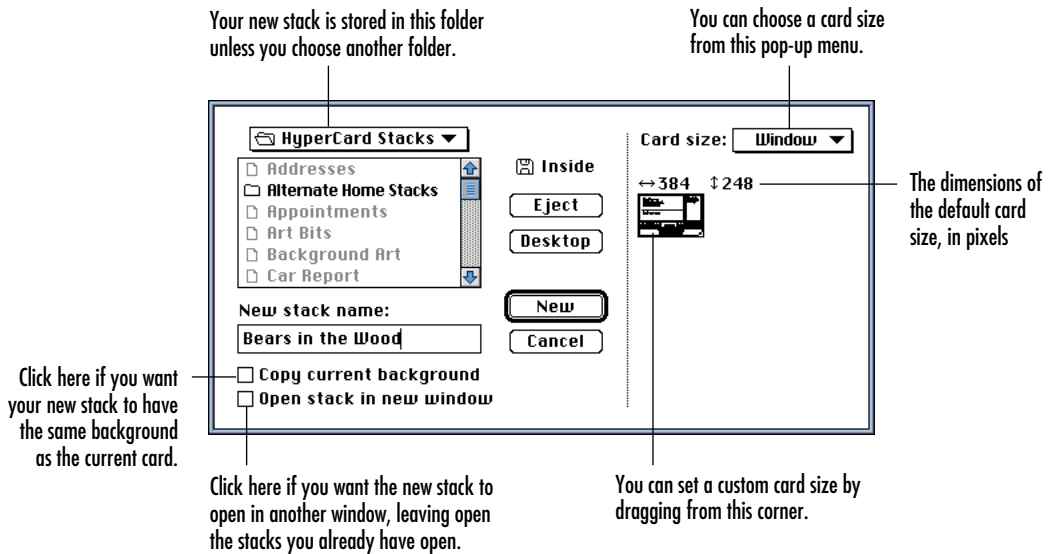 Your new stack is stored in this folder
unless you choose another folder.
You can choose a card size
from this pop-up menu.
HyperCard Stacks
Addresses
Alternate Home Stacks
Appointments
Art Bits
Background Art
Car Report
New stack name:
Bears in the Wood
Copy current background
Open stack in new window
Inside
Eject
Desktop
New
Cancel
Card size: Window
↔384 ↕248
The dimensions of
the default card
size, in pixels
Click here if you want
your new stack to have
the same background
as the current card.
Click here if you want the new stack to
open in another window, leaving open
the stacks you already have open.
You can set a custom card size by
dragging from this corner.